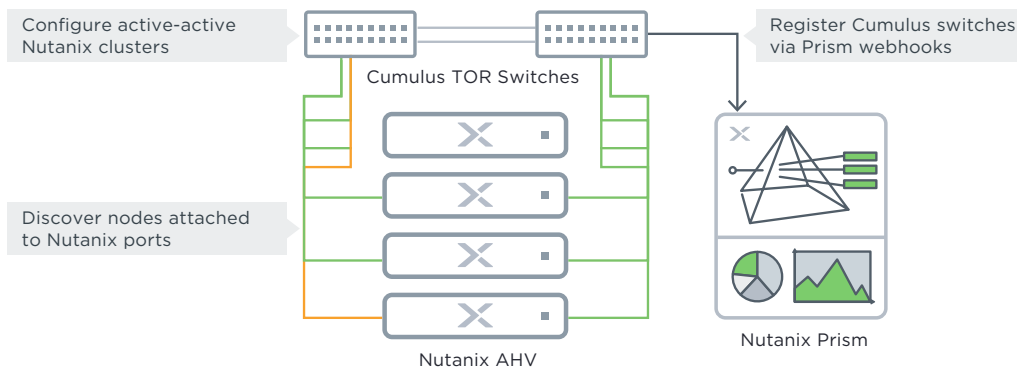 Configure active-active
Nutanix clusters
Register Cumulus switches
via Prism webhooks
Cumulus TOR Switches
Discover nodes attached
to Nutanix ports
Nutanix AHV
Nutanix Prism